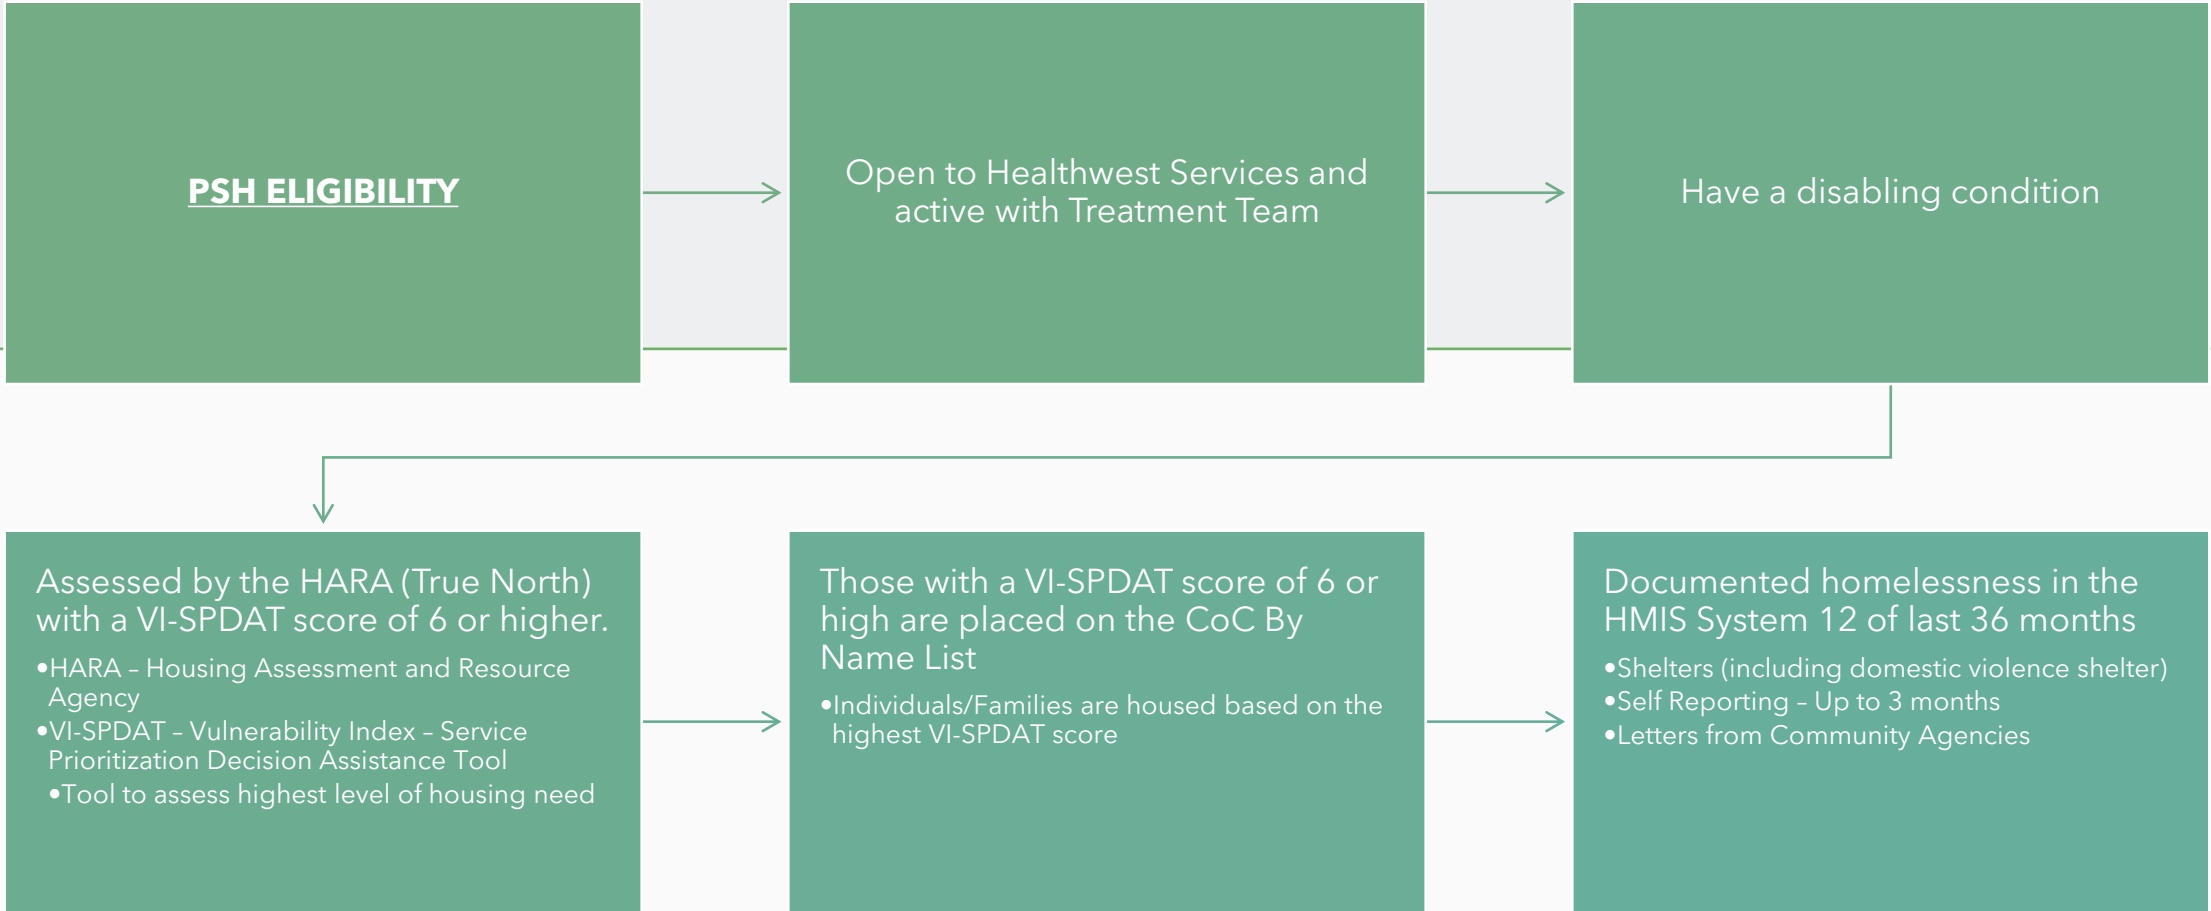 PSH ELIGIBILITY
Open to Healthwest Services and
active with Treatment Team
Have a disabling condition
Assessed by the HARA (True North)
with a VI-SPDAT score of 6 or higher.
•HARA – Housing Assessment and Resource
Agency
•VI-SPDAT – Vulnerability Index – Service
Prioritization Decision Assistance Tool
•Tool to assess highest level of housing need
Those with a VI-SPDAT score of 6 or
high are placed on the CoC By
Name List
•Individuals/Families are housed based on the
highest VI-SPDAT score
Documented homelessness in the
HMIS System 12 of last 36 months
•Shelters (including domestic violence shelter)
•Self Reporting – Up to 3 months
•Letters from Community Agencies